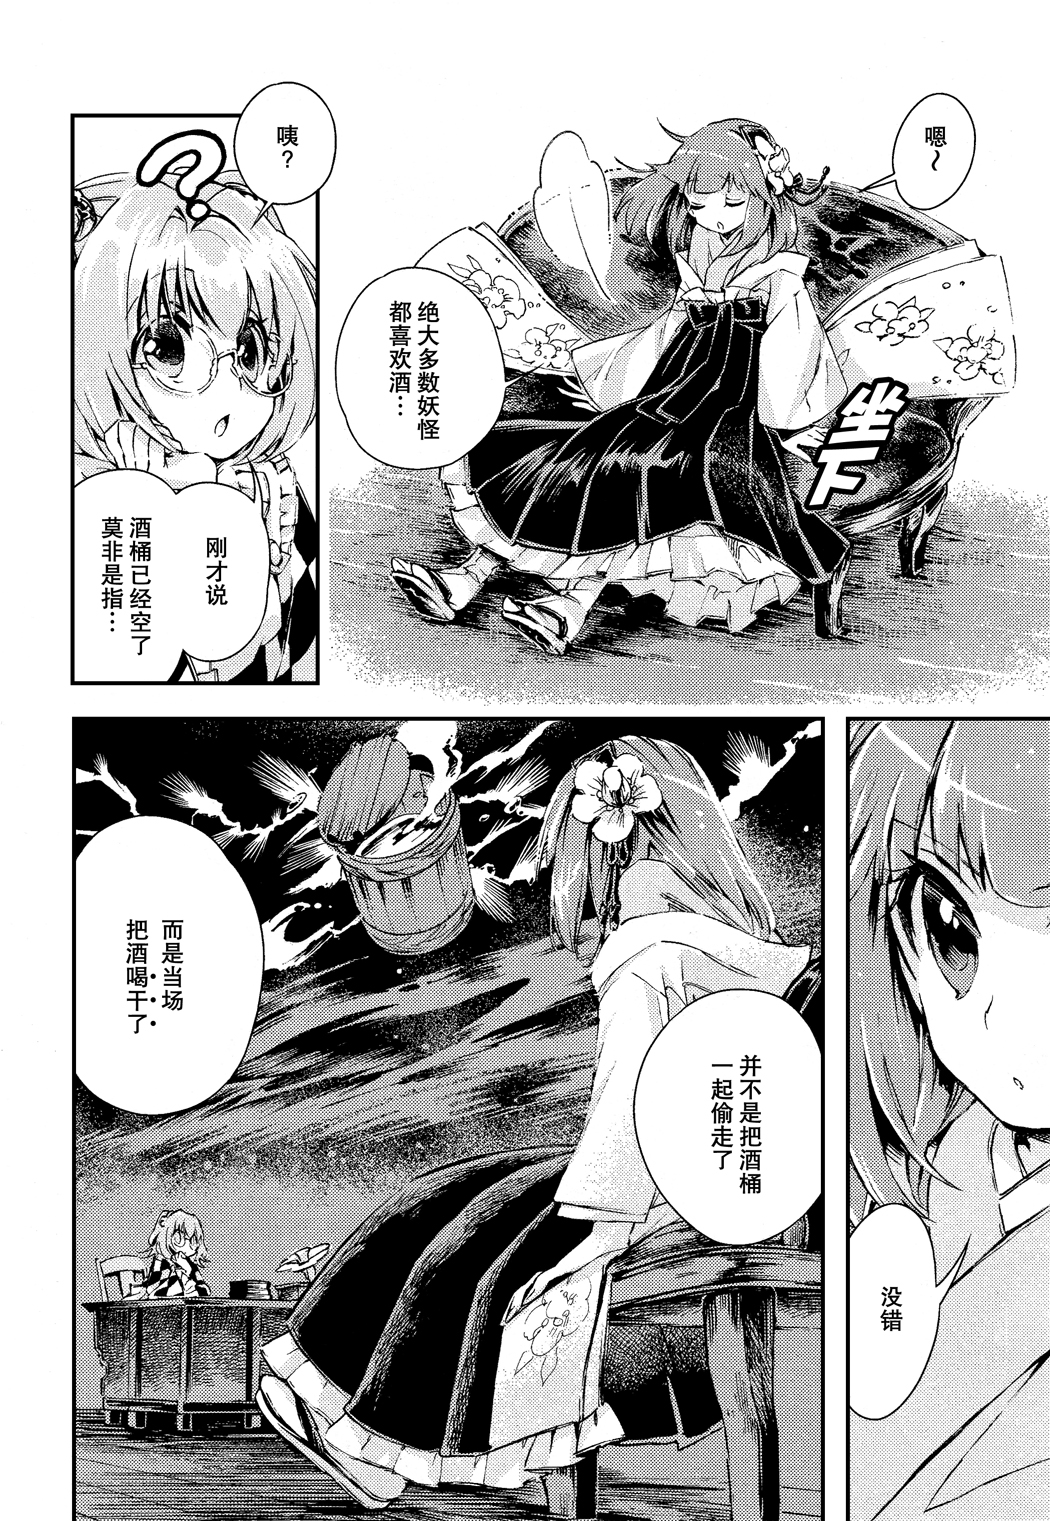 嗯～
绝大多数妖怪
都喜欢酒…
坐下
咦？
?
刚才说
酒桶已经空了
莫非是指…
没错
并不是把酒桶
一起偷走了
而是当场
把酒喝干了